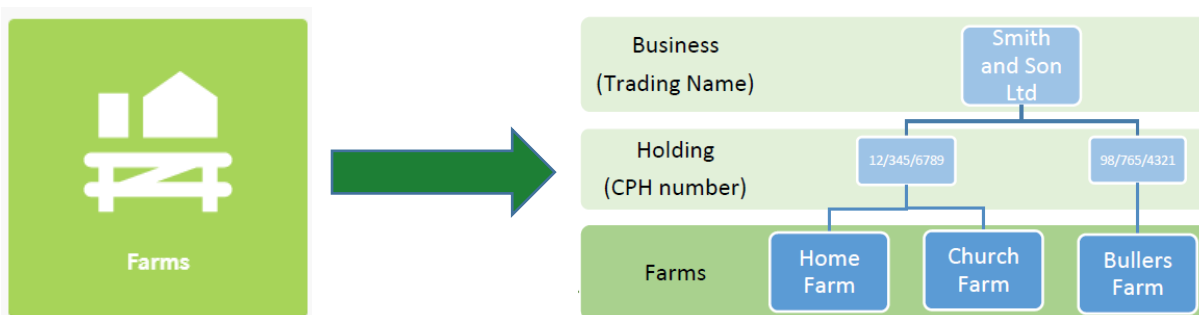 Farms
Business
(Trading Name)
Smith
and Son
Ltd
Holding
(CPH number)
12/345/6789
98/765/4321
Farms
Home
Farm
Church
Farm
Bullers
Farm